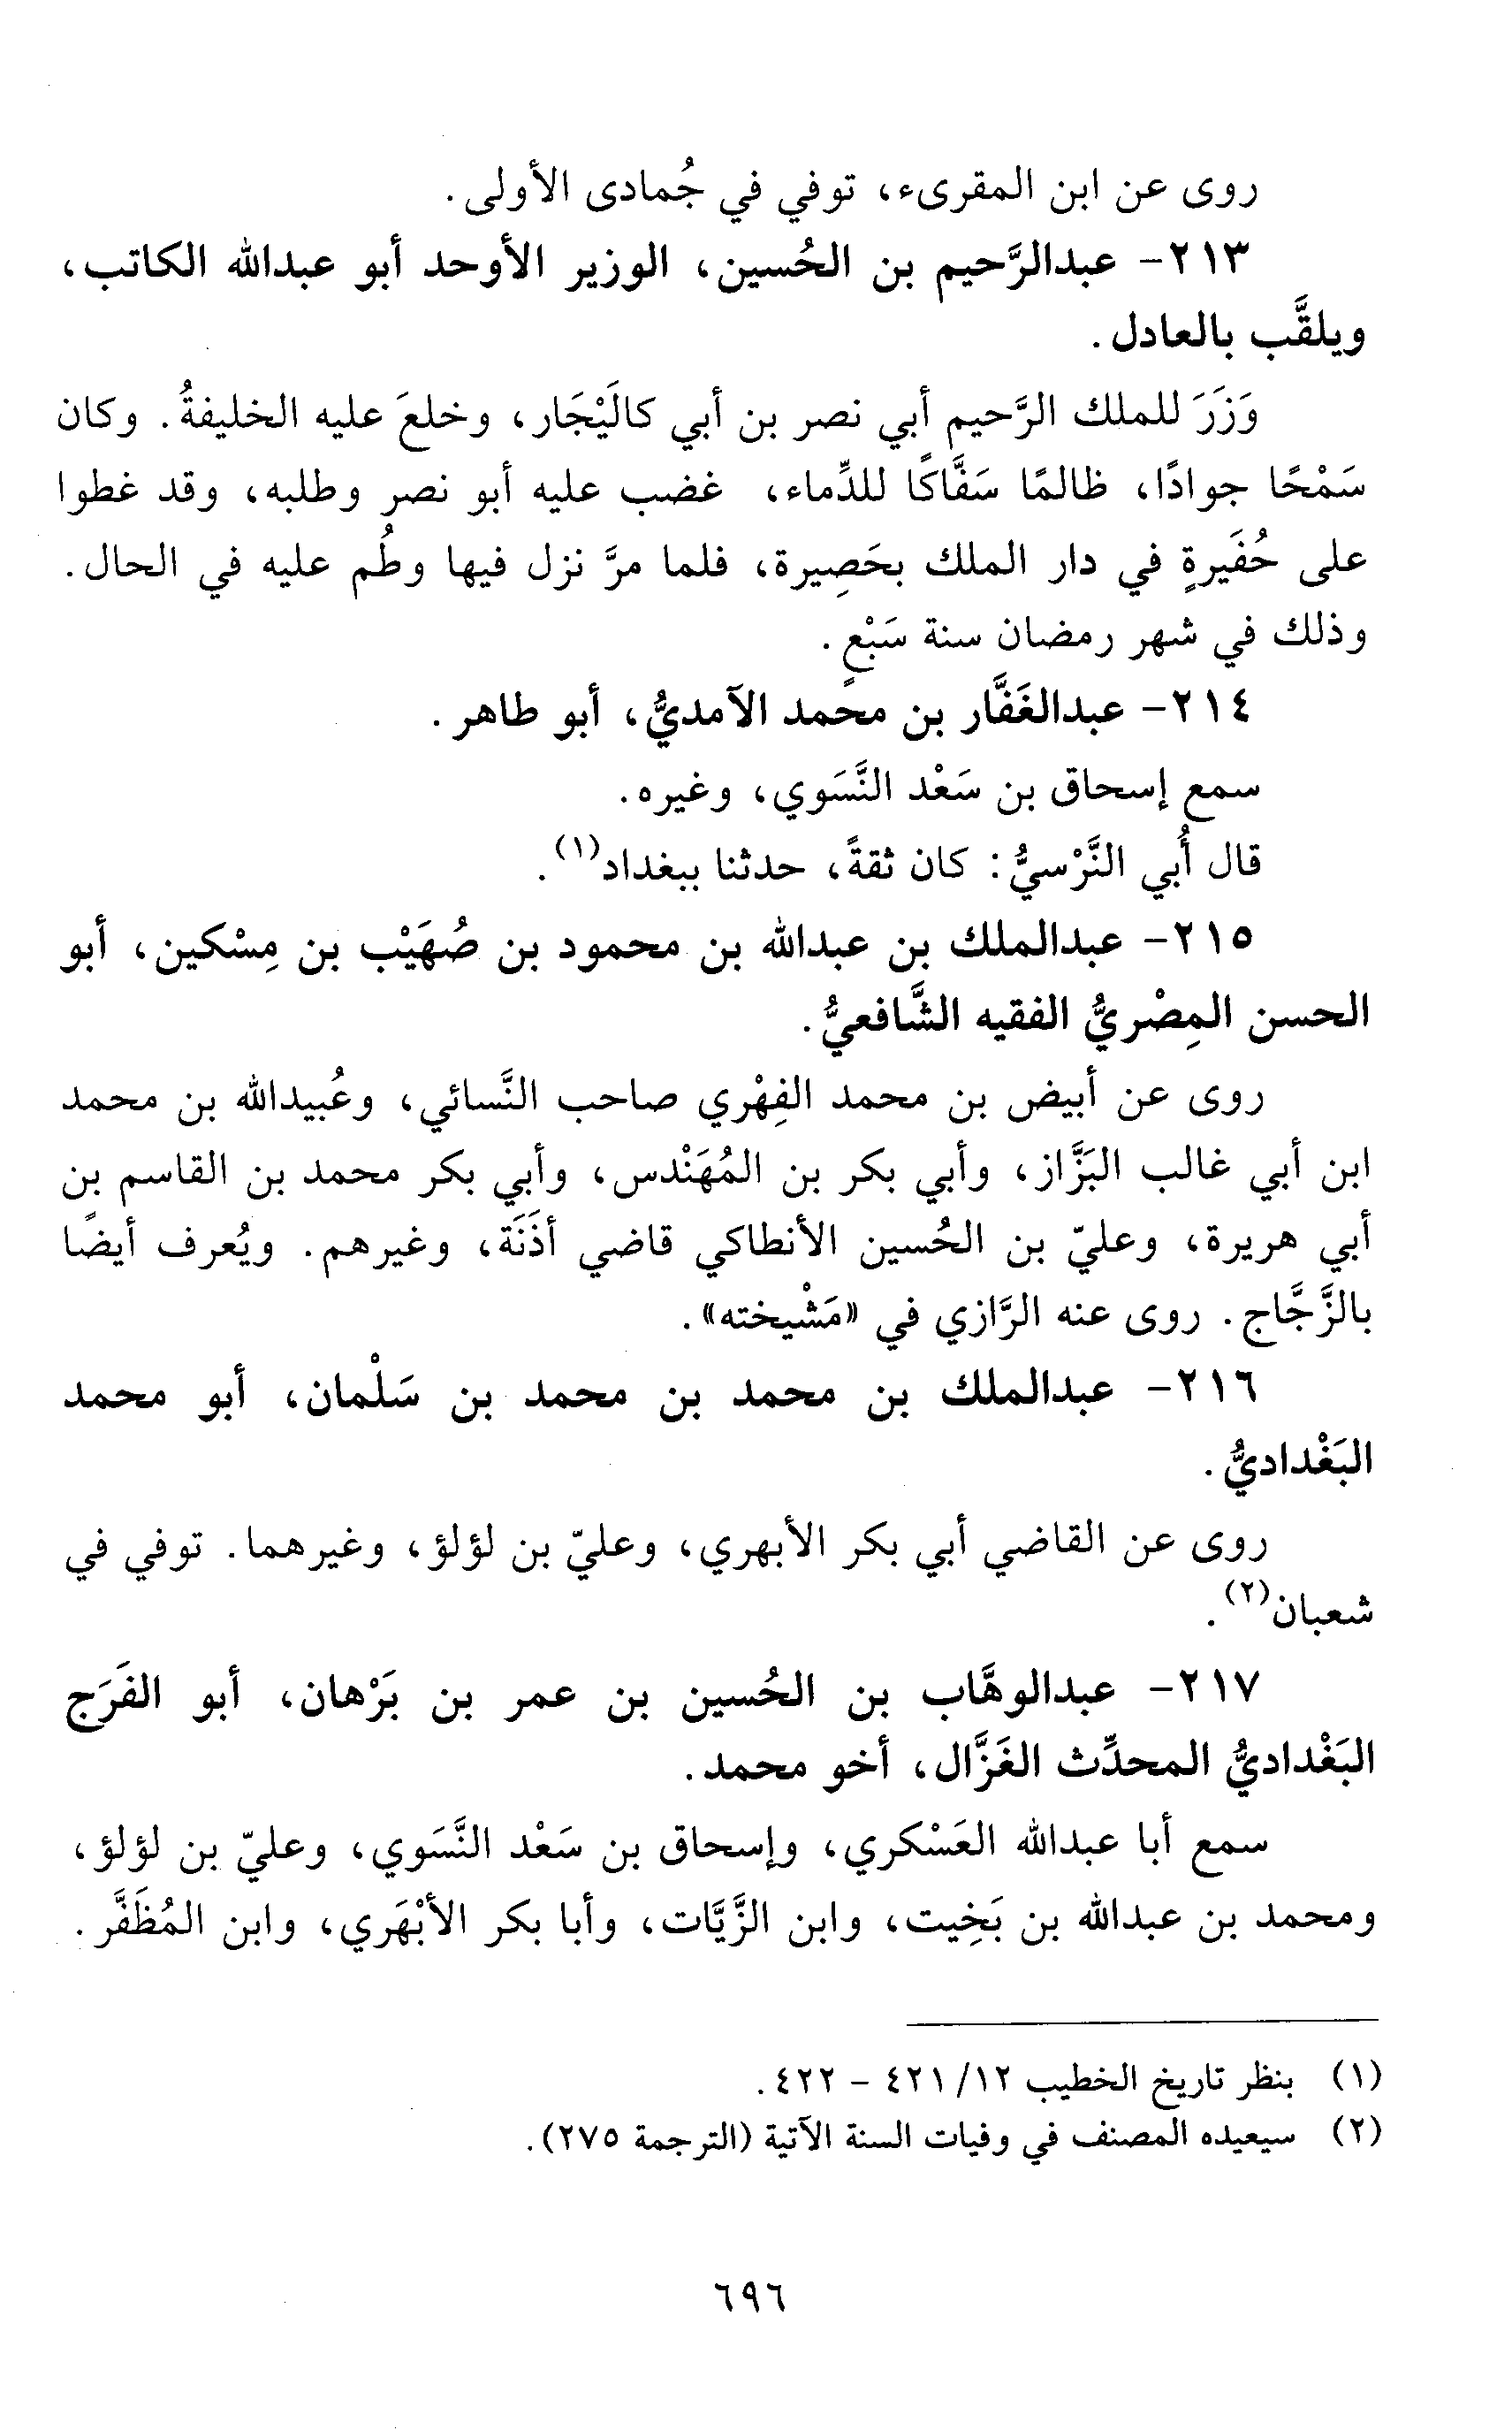 روى عن ابن المقرىء، توفي في جُمادى الأولى.
٢١٣- عبدالرَّحيم بن الحُسين، الوزير الأوحد أبو عبدالله الكاتب،
ويلقَّب بالعادل.
وَزَرَ للملك الرَّحيم أبي نصر بن أبي كالَيْجَار، وخلعَ عليه الخليفةُ. وكان
سَمْحًا جوادًا، ظالمًا سَفَّاكًا للدِّماء، غضب عليه أبو نصر وطلبه، وقد غطوا
على حُفَيرةٍ في دار الملك بحَصِيرة، فلما مرَّ نزل فيها وطُم عليه في الحال.
وذلك في شهر رمضان سنة سَبْعٍ.
٢١٤- عبدالغَفَّار بن محمد الآمديُّ، أبو طاهر.
سمع إسحاق بن سَعْد النَّسَوي، وغيره.
قال أُبي النَّرْسيُّ: كان ثقةً، حدثنا ببغداد(١).
٢١٥- عبدالملك بن عبدالله بن محمود بن صُهَيْب بن مِسْكين، أبو
الحسن المِصْريُّ الفقيه الشَّافعيُّ.
روى عن أبيض بن محمد الفِهْري صاحب النَّسائي، وعُبيدالله بن محمد
ابن أبي غالب البَزَّاز، وأبي بكر بن المُهَنْدس، وأبي بكر محمد بن القاسم بن
أبي هريرة، وعليّ بن الحُسين الأنطاكي قاضي أذَنَة، وغيرهم. ويُعرف أيضًا
بالزَّجَّاج. روى عنه الرَّازي في «مَشْيخته».
٢١٦- عبدالملك بن محمد بن محمد بن سَلْمان، أبو محمد
البَغْداديُّ.
روى عن القاضي أبي بكر الأبهري، وعليّ بن لؤلؤ، وغيرهما. توفي في
شعبان(٢).
٢١٧- عبدالوهَّاب بن الحُسين بن عمر بن بَرْهان، أبو الفَرَج
البَغْداديُّ المحدِّث الغَزَّال، أخو محمد.
سمع أبا عبدالله العَسْكري، وإسحاق بن سَعْد النَّسَوي، وعليّ بن لؤلؤ،
ومحمد بن عبدالله بن بَخِيت، وابن الزَّيَّات، وأبا بكر الأبْهَري، وابن المُظَفَّر.
(١) بنظر تاريخ الخطيب ١٢/ ٤٢١ - ٤٢٢.
(٢) سيعيده المصنف في وفيات السنة الآتية (الترجمة ٢٧٥).
٦٩٦